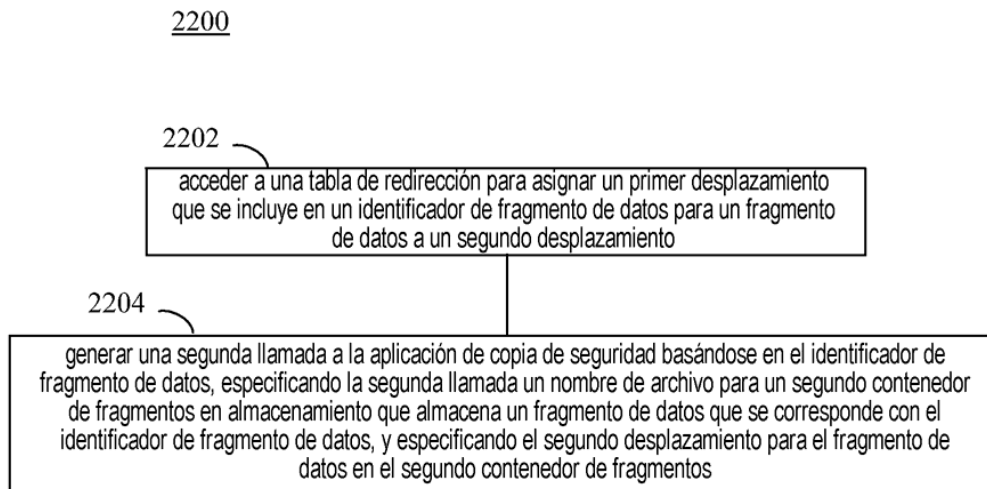 2200
2202
acceder a una tabla de redirección para asignar un primer desplazamiento
que se incluye en un identificador de fragmento de datos para un fragmento
de datos a un segundo desplazamiento
2204
generar una segunda llamada a la aplicación de copia de seguridad basándose en el identificador de
fragmento de datos, especificando la segunda llamada un nombre de archivo para un segundo contenedor
de fragmentos en almacenamiento que almacena un fragmento de datos que se corresponde con el
identificador de fragmento de datos, y especificando el segundo desplazamiento para el fragmento de
datos en el segundo contenedor de fragmentos